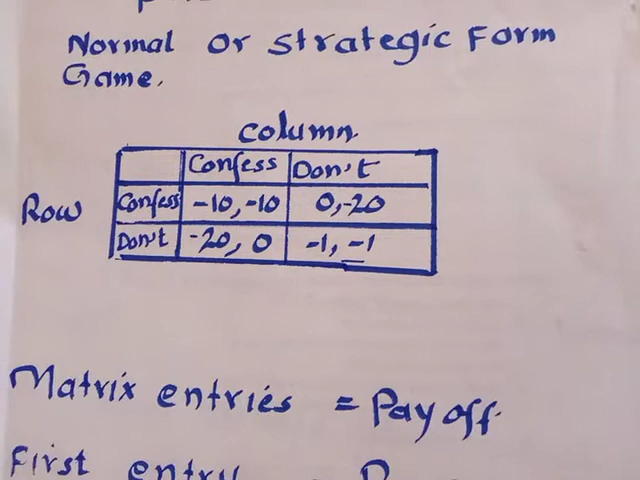 Normal or strategic Form
Game.
column
Confess Don't
Row
Confess -10,-10 0,-20
Don't -20, 0 -1, -1
Matrix entries = Payoff
First entry